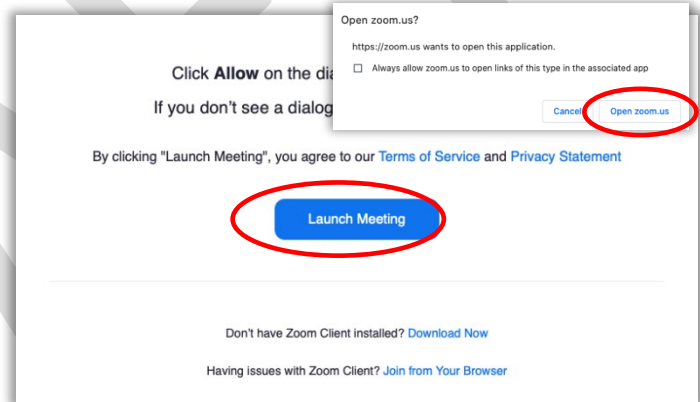 Open zoom.us?
https://zoom.us wants to open this application.
Always allow zoom.us to open links of this type in the associated app
Cancel
Open zoom.us
Click Allow on the
If you don't see a dialog
By clicking "Launch Meeting", you agree to our Terms of Service and Privacy Statement
Launch Meeting
Don't have Zoom Client installed? Download Now
Having issues with Zoom Client? Join from Your Browser